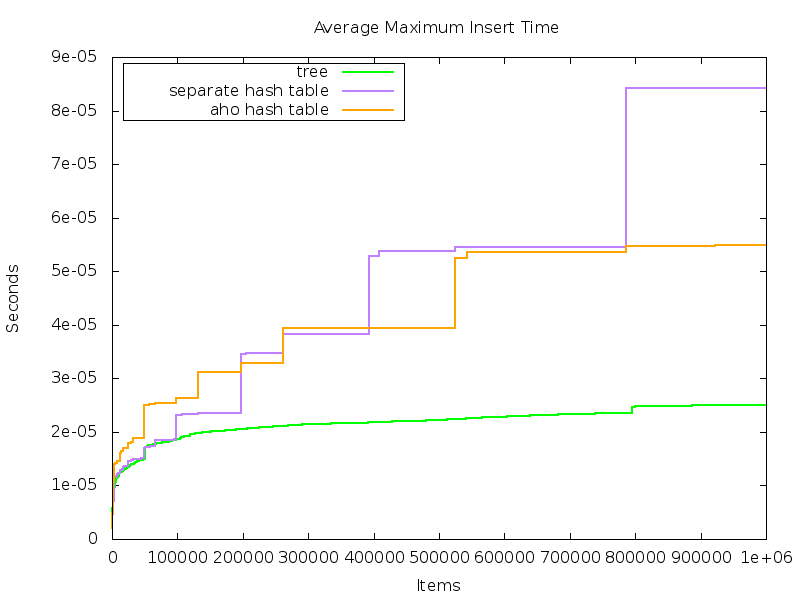 Average Maximum Insert Time
9e-05
8e-05
7e-05
6e-05
5e-05
4e-05
3e-05
2e-05
1e-05
0
Seconds
tree
separate hash table
aho hash table
0 100000 200000 300000 400000 500000 600000 700000 800000 900000 1e+06
Items